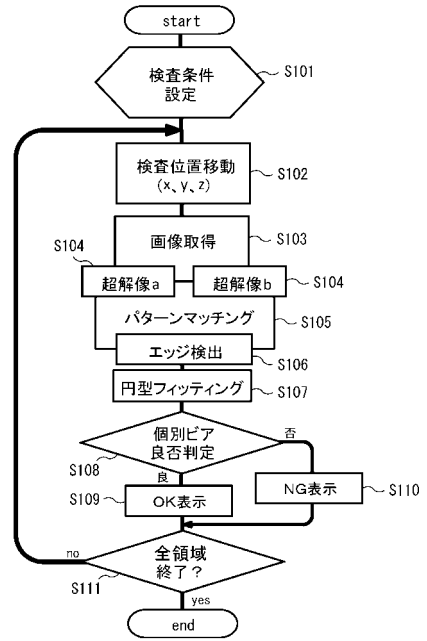 start
検査条件
設定
S101
検査位置移動
(x、y、z)
S102
画像取得
S103
S104
超解像a
超解像b
S104
パターンマッチング
S105
エッジ検出
S106
円型フィッティング
S107
個別ビア
良否判定
否
S108
良
S109
OK表示
NG表示
S110
no
全領域
終了?
S111
yes
end